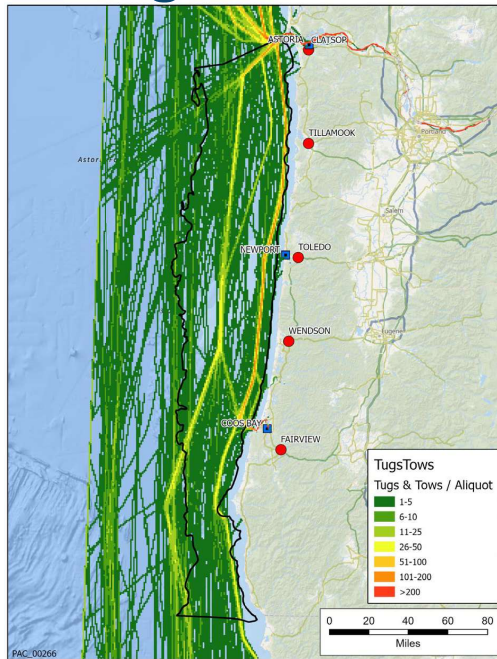 ASTORIA CLATSOP
Portland
TILLAMOOK
Salem
NEWPORT
TOLEDO
WENDSON
Eugene
COOS BAY
FAIRVIEW
TugsTows
Tugs & Tows / Aliquot
1-5
6-10
11-25
26-50
51-100
101-200
>200
0 20 40 60 80
Miles
PAC_00266